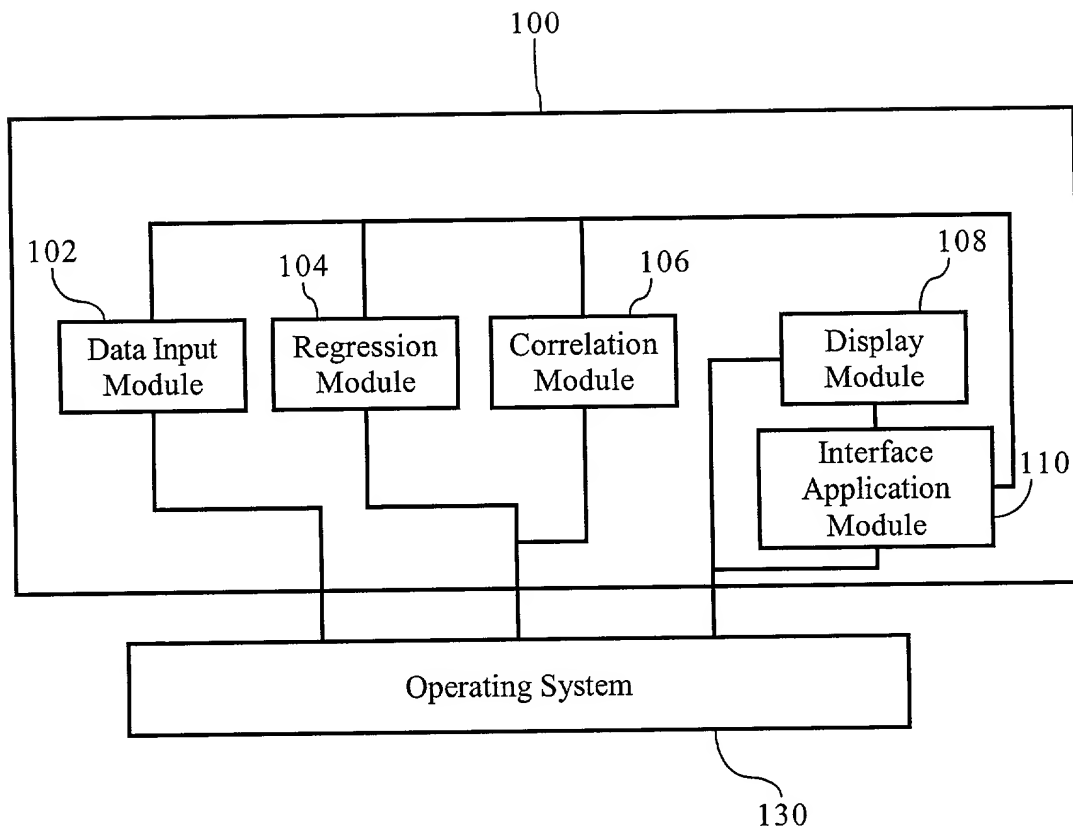 100
102
104
106
108
Data Input
Module
Regression
Module
Correlation
Module
Display
Module
Interface
Application
Module
110
Operating System
130